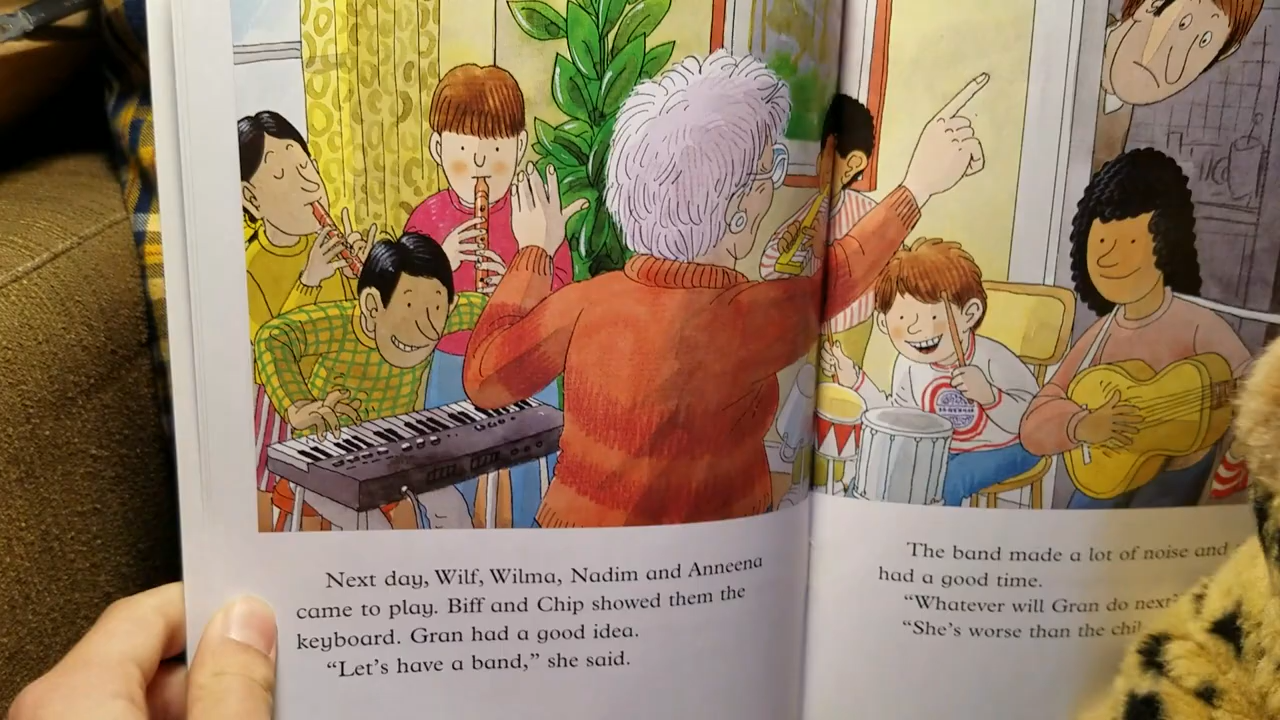 Next day, Wilf, Wilma, Nadim and Anneena
came to play. Biff and Chip showed them the
keyboard. Gran had a good idea.
“Let’s have a band,” she said.
The band made a lot of noise and
had a good time.
“Whatever will Gran do next
“She’s worse than the